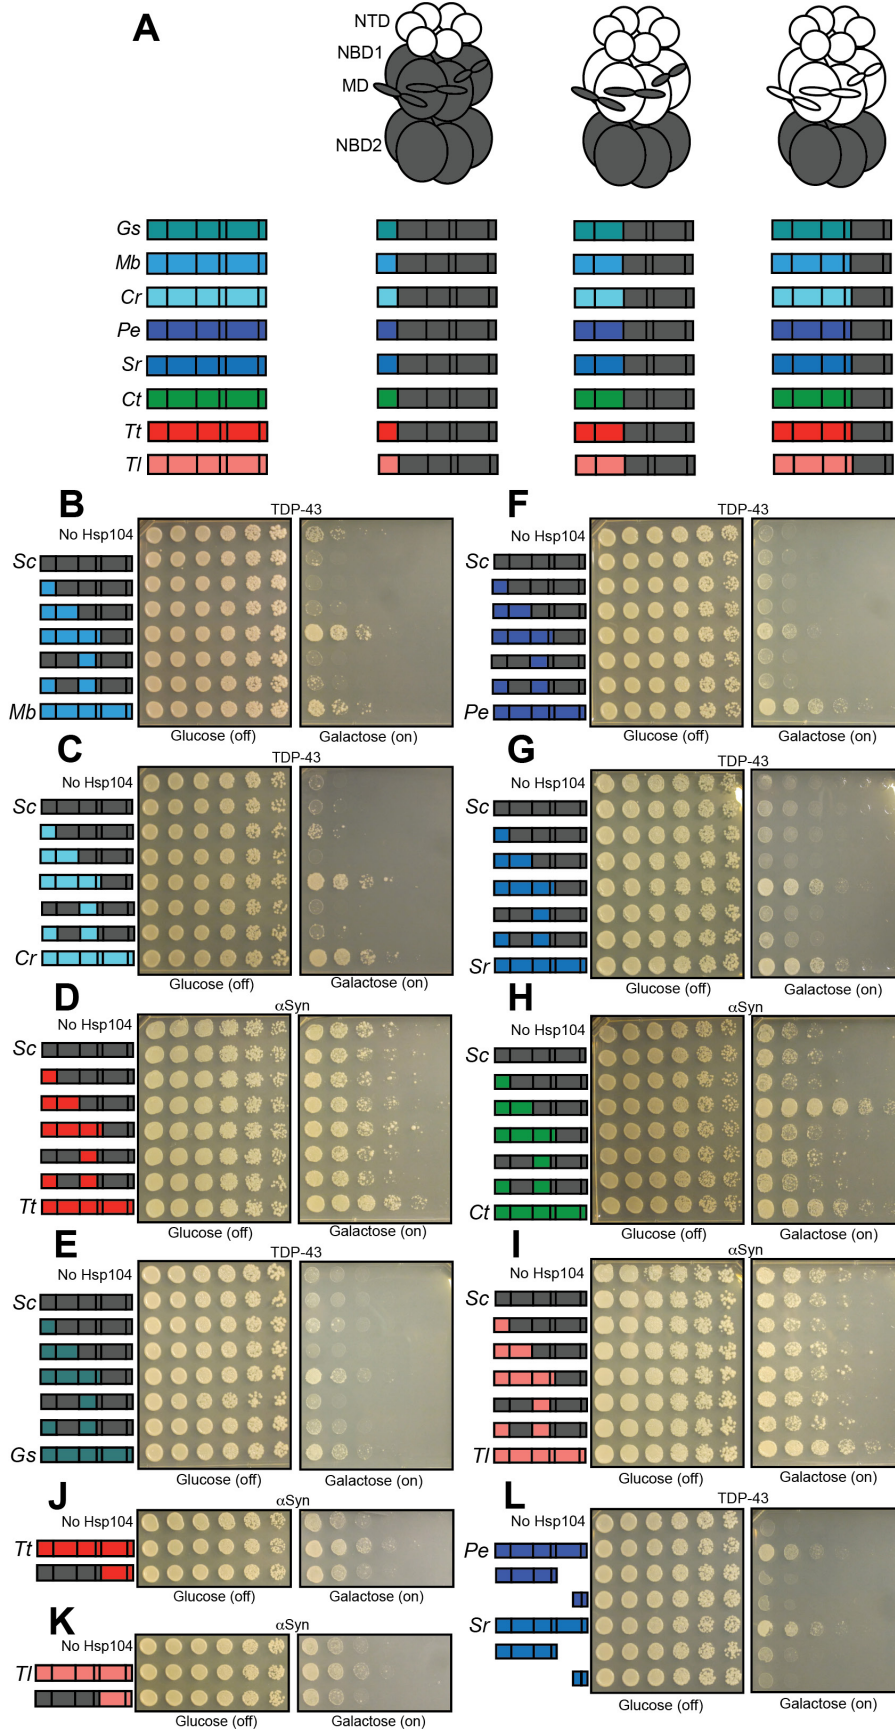 A
NTD
NBD1
MD
NBD2
Gs
Mb
Cr
Pe
Sr
Ct
Tt
Tl
B
TDP-43
No Hsp104
Sc
Mb
Glucose (off)
Galactose (on)
C
TDP-43
No Hsp104
Sc
Cr
Glucose (off)
Galactose (on)
D
αSyn
No Hsp104
Sc
Tt
Glucose (off)
Galactose (on)
E
TDP-43
No Hsp104
Sc
Gs
Glucose (off)
Galactose (on)
F
TDP-43
No Hsp104
Sc
Pe
Glucose (off)
Galactose (on)
G
TDP-43
No Hsp104
Sc
Sr
Glucose (off)
Galactose (on)
H
αSyn
No Hsp104
Sc
Ct
Glucose (off)
Galactose (on)
I
αSyn
No Hsp104
Sc
Tl
Glucose (off)
Galactose (on)
J
αSyn
No Hsp104
Tt
Glucose (off)
Galactose (on)
K
αSyn
No Hsp104
Tl
Glucose (off)
Galactose (on)
L
TDP-43
No Hsp104
Pe
Sr
Glucose (off)
Galactose (on)